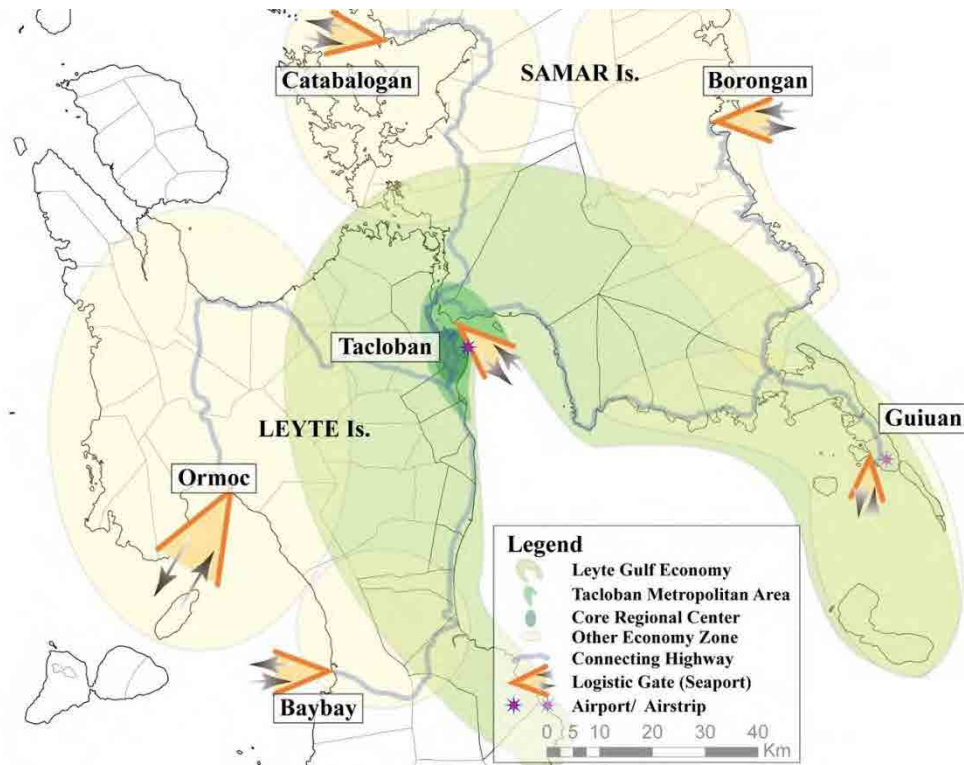 Catabalogan
SAMAR Is.
Borongan
Tacloban
LEYTE Is.
Guiuan
Ormoc
Baybay
Legend
Leyte Gulf Economy
Tacloban Metropolitan Area
Core Regional Center
Other Economy Zone
Connecting Highway
Logistic Gate (Seaport)
Airport/ Airstrip
0 5 10 20 30 40
Km